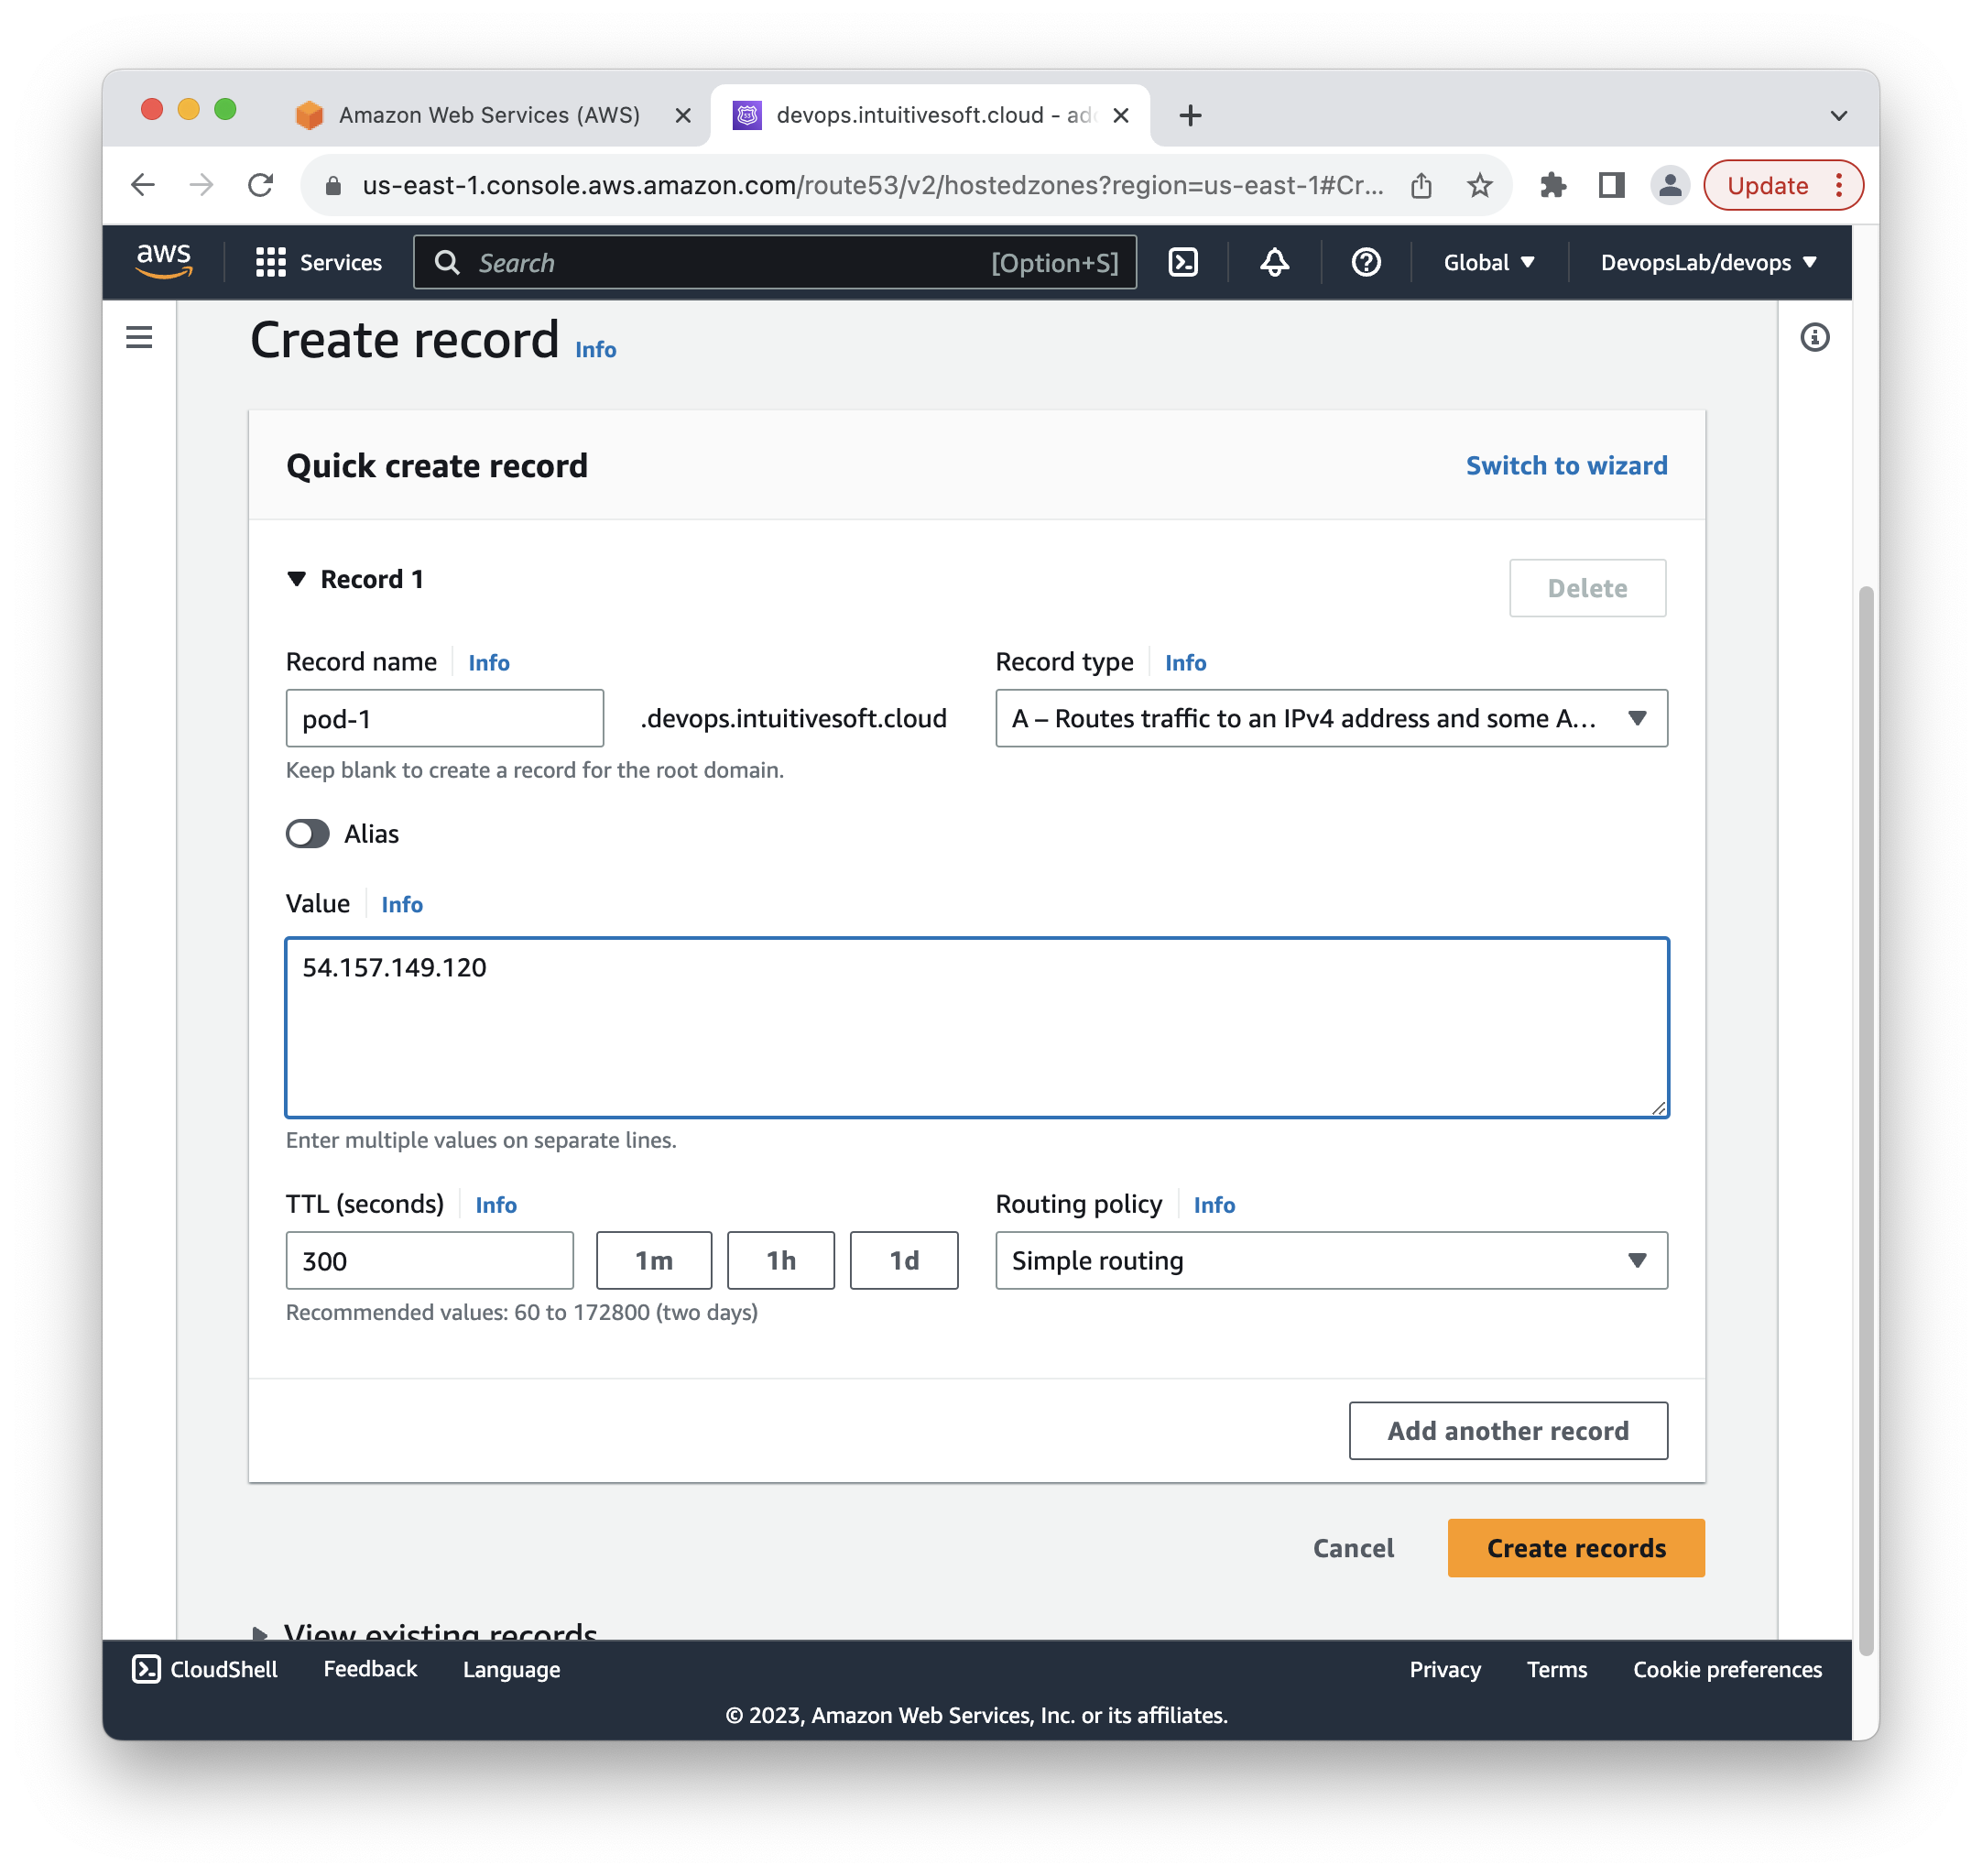 Amazon Web Services (AWS)
devops.intuitivesoft.cloud - ad
us-east-1.console.aws.amazon.com/route53/v2/hostedzones?region=us-east-1#Cr...
Update
aws
Services
Search
[Option+S]
Global
DevopsLab/devops
Create record Info
Quick create record
Switch to wizard
Record 1
Delete
Record name Info
Record type Info
pod-1
.devops.intuitivesoft.cloud
A – Routes traffic to an IPv4 address and some A...
Keep blank to create a record for the root domain.
Alias
Value Info
54.157.149.120
Enter multiple values on separate lines.
TTL (seconds) Info
Routing policy Info
300
1m
1h
1d
Simple routing
Recommended values: 60 to 172800 (two days)
Add another record
Cancel
Create records
View existing records
CloudShell
Feedback
Language
Privacy
Terms
Cookie preferences
© 2023, Amazon Web Services, Inc. or its affiliates.